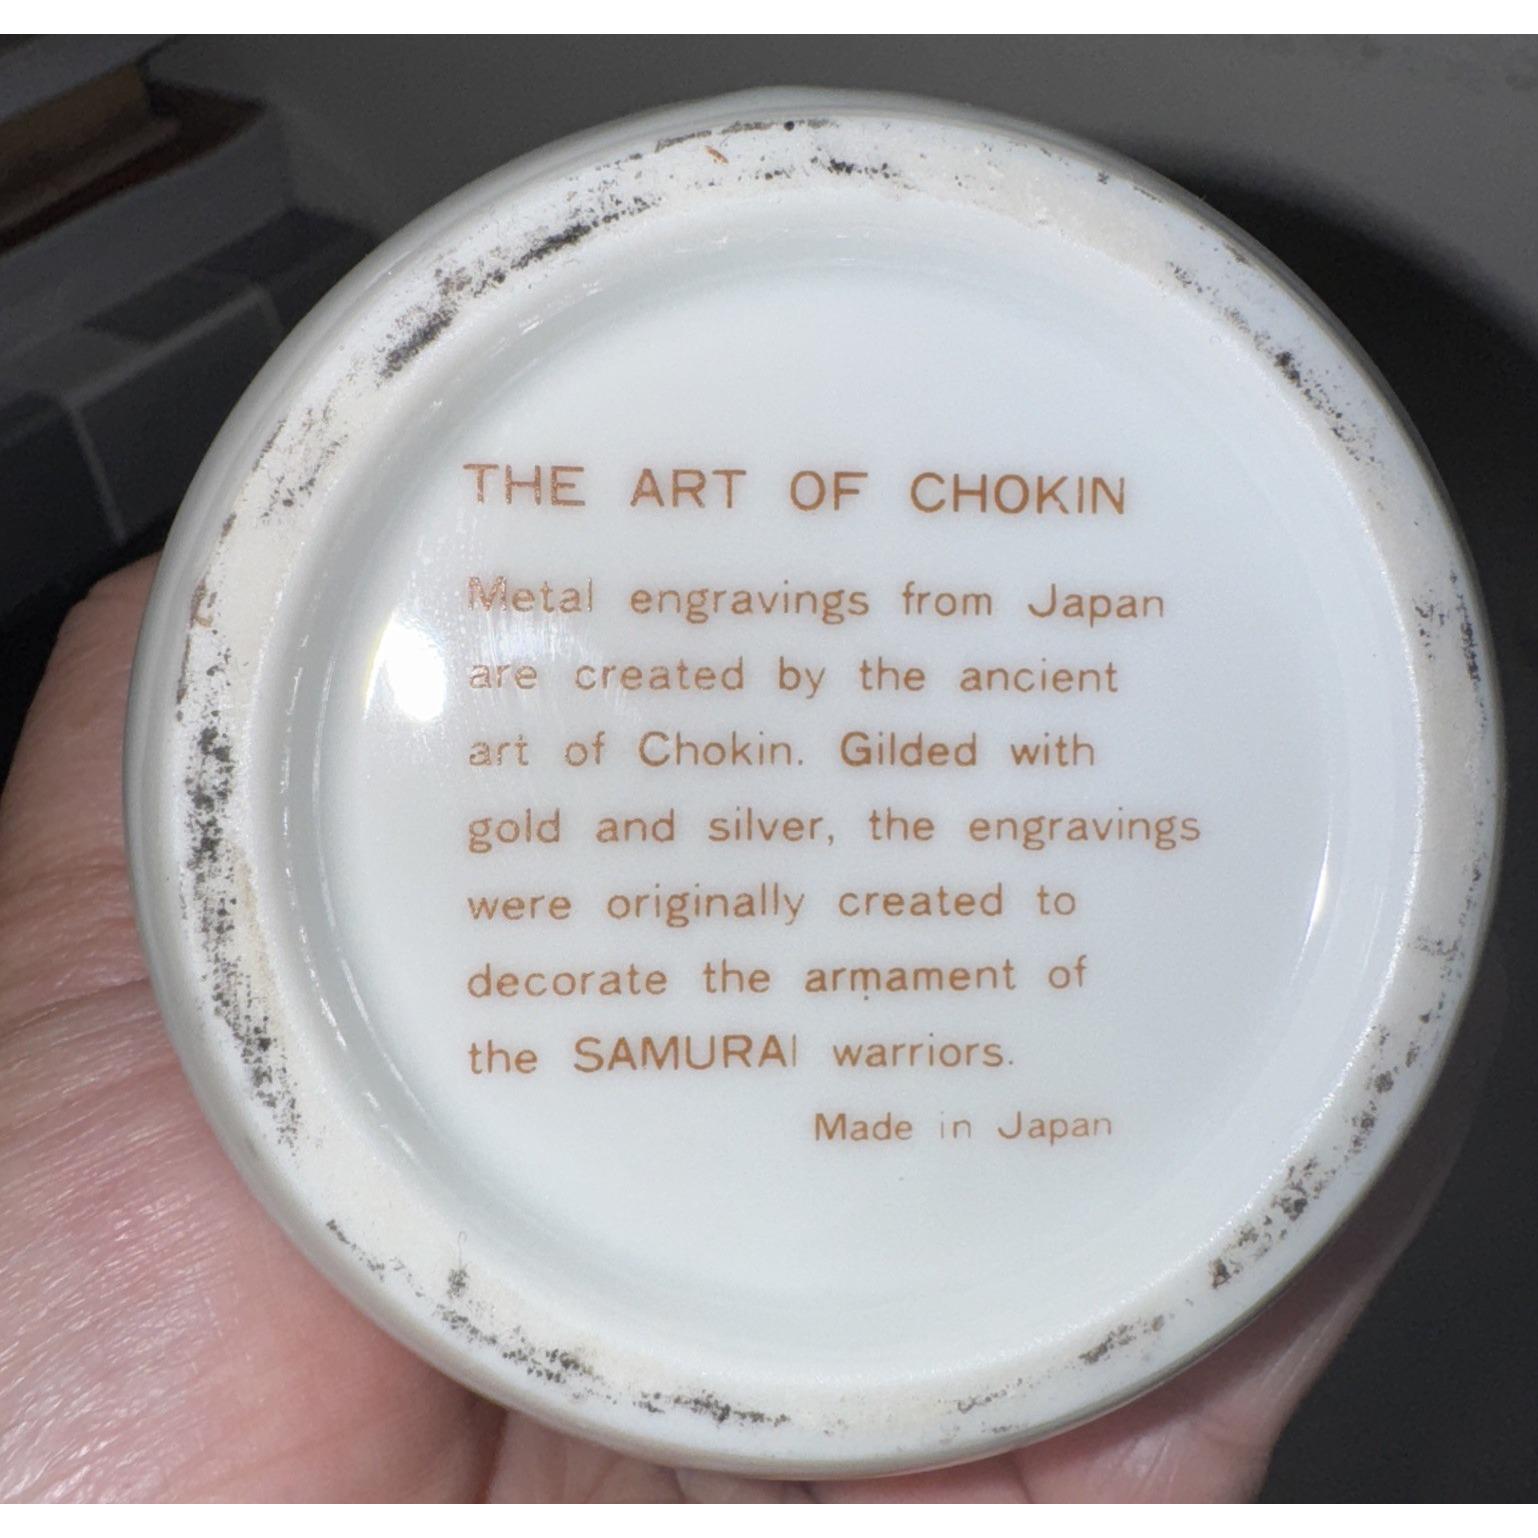 THE ART OF CHOKIN
Metal engravings from Japan
are created by the ancient
art of Chokin. Gilded with
gold and silver, the engravings
were originally created to
decorate the armament of
the SAMURAI warriors.
Made in Japan